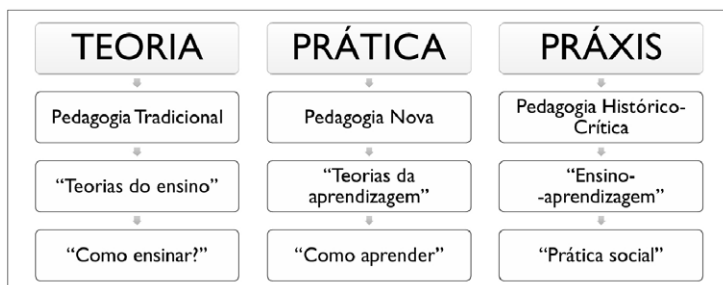 TEORIA
PRÁTICA
PRÁXIS
Pedagogia Tradicional
Pedagogia Nova
Pedagogia Histórico-
Crítica
“Teorias do ensino”
“Teorias da
aprendizagem”
“Ensino-
-aprendizagem”
“Como ensinar?”
“Como aprender”
“Prática social”